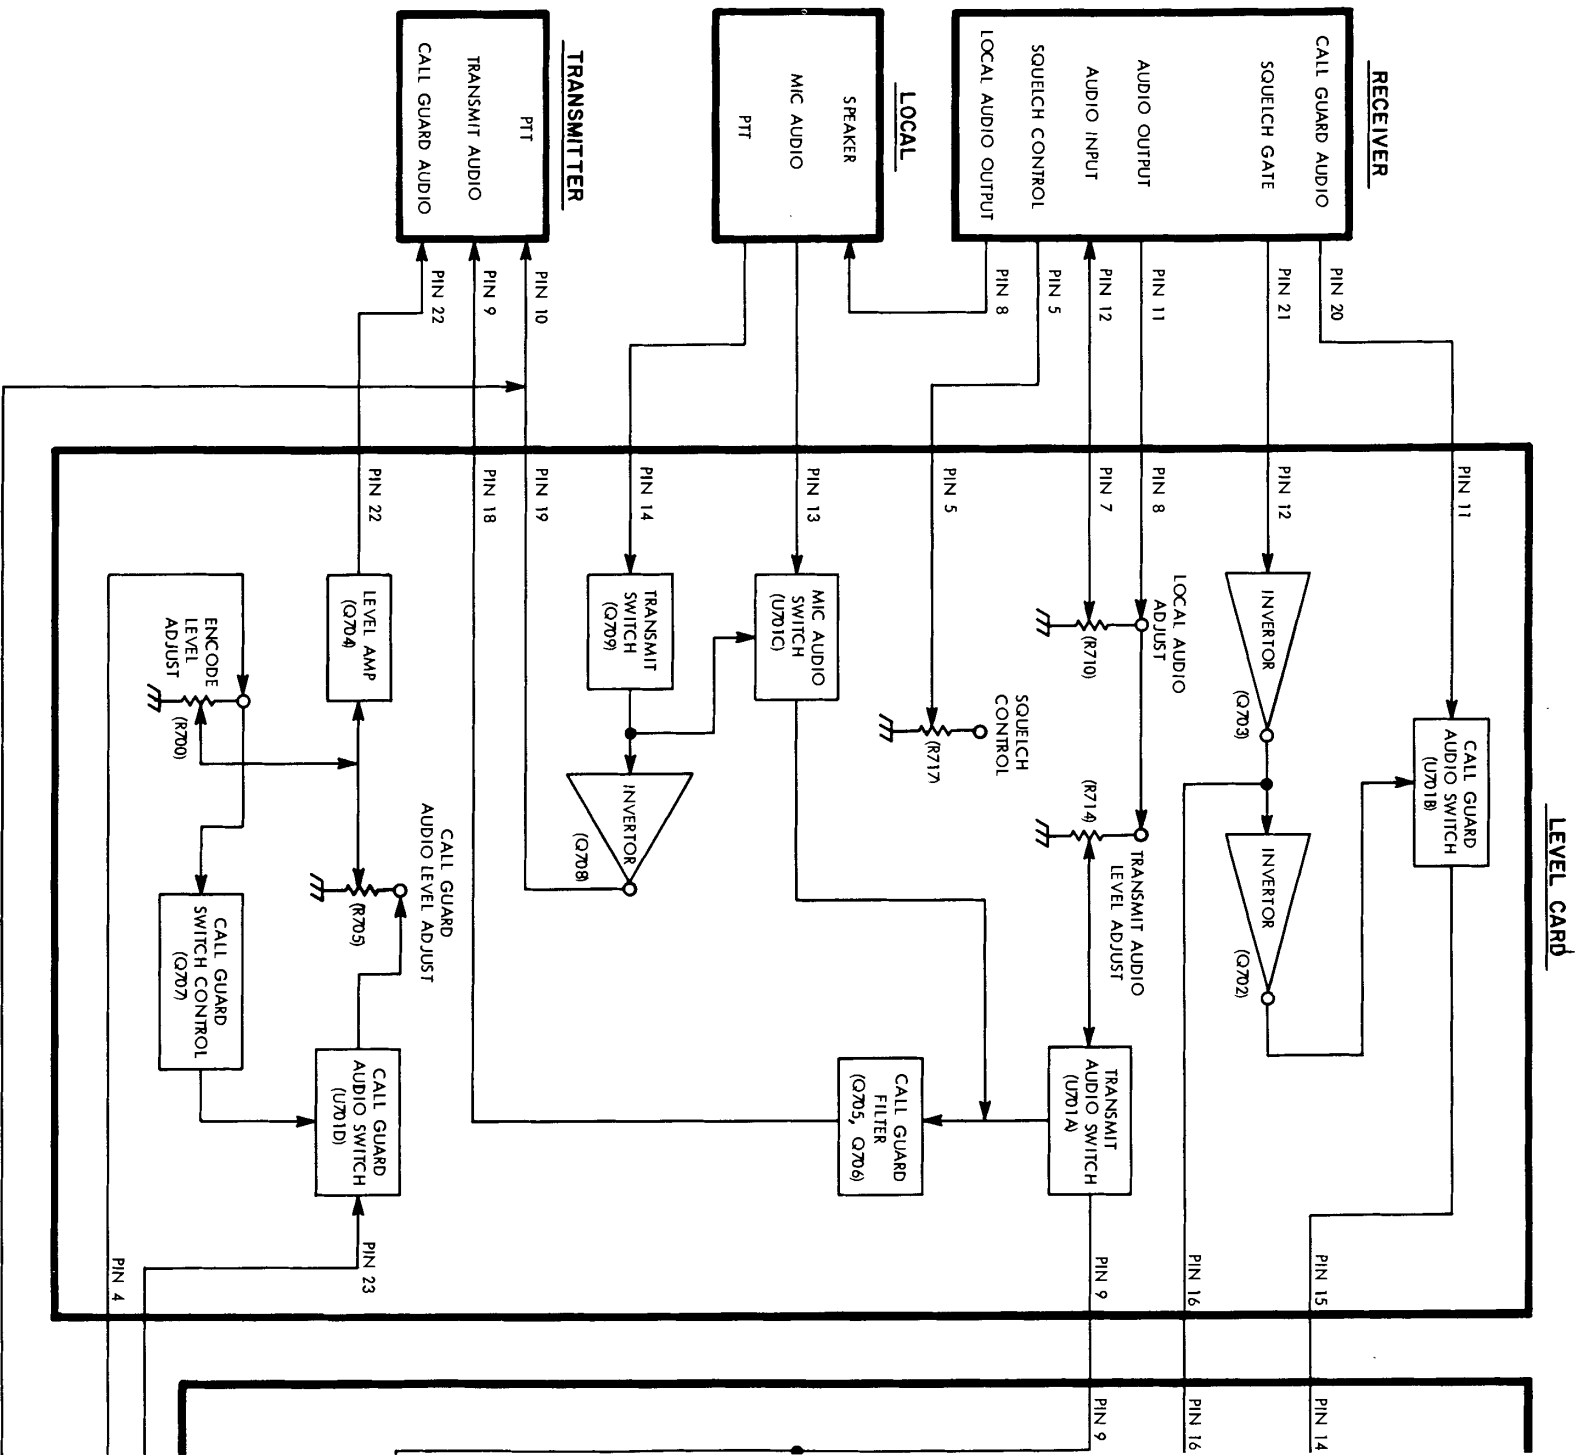 RECEIVER
CALL GUARD AUDIO
SQUELCH GATE
AUDIO OUTPUT
AUDIO INPUT
SQUELCH CONTROL
LOCAL AUDIO OUTPUT
PIN 20
PIN 21
PIN 11
PIN 12
PIN 5
PIN 8
LOCAL
SPEAKER
MIC AUDIO
PTT
TRANSMITTER
PTT
TRANSMIT AUDIO
CALL GUARD AUDIO
PIN 10
PIN 9
PIN 22
LEVEL CARD
PIN 11
PIN 12
PIN 8
PIN 7
PIN 5
PIN 13
PIN 14
PIN 19
PIN 18
PIN 22
CALL GUARD
AUDIO SWITCH
(U701B)
INVERTOR
(Q703)
INVERTOR
(Q702)
LOCAL AUDIO
ADJUST
(R710)
(R714)
TRANSMIT AUDIO
LEVEL ADJUST
SQUELCH
CONTROL
(R717)
TRANSMIT
AUDIO SWITCH
(U701A)
CALL GUARD
FILTER
(Q705, Q706)
MIC AUDIO
SWITCH
(U701C)
TRANSMIT
SWITCH
(Q709)
INVERTOR
(Q708)
CALL GUARD
AUDIO LEVEL ADJUST
(R705)
LEVEL AMP
(Q704)
ENCODE
LEVEL
ADJUST
(R700)
CALL GUARD
SWITCH CONTROL
(Q707)
CALL GUARD
AUDIO SWITCH
(U701D)
PIN 15
PIN 16
PIN 9
PIN 23
PIN 4
PIN 14
PIN 16
PIN 9